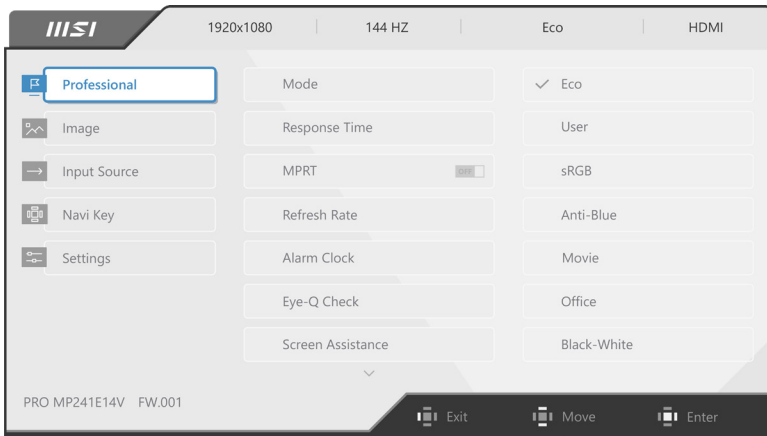 msi 1920x1080 144 HZ Eco HDMI
Professional Mode Eco
Image Response Time User
Input Source MPRT OFF sRGB
Navi Key Refresh Rate Anti-Blue
Settings Alarm Clock Movie
Eye-Q Check Office
Screen Assistance Black-White
PRO MP241E14V FW.001
Exit Move Enter